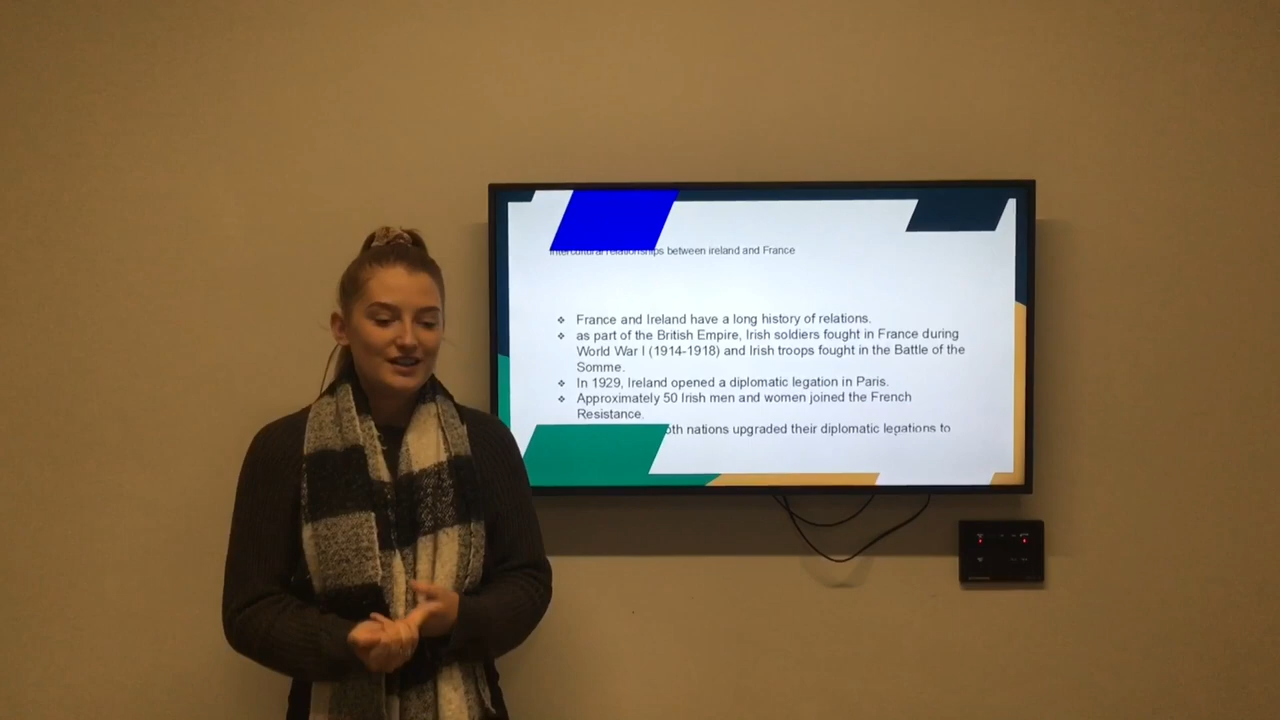 Intercultural relationships between ireland and France
❖ France and Ireland have a long history of relations.
❖ as part of the British Empire, Irish soldiers fought in France during
World War I (1914-1918) and Irish troops fought in the Battle of the
Somme.
❖ In 1929, Ireland opened a diplomatic legation in Paris.
❖ Approximately 50 Irish men and women joined the French
Resistance.
oth nations upgraded their diplomatic legations to